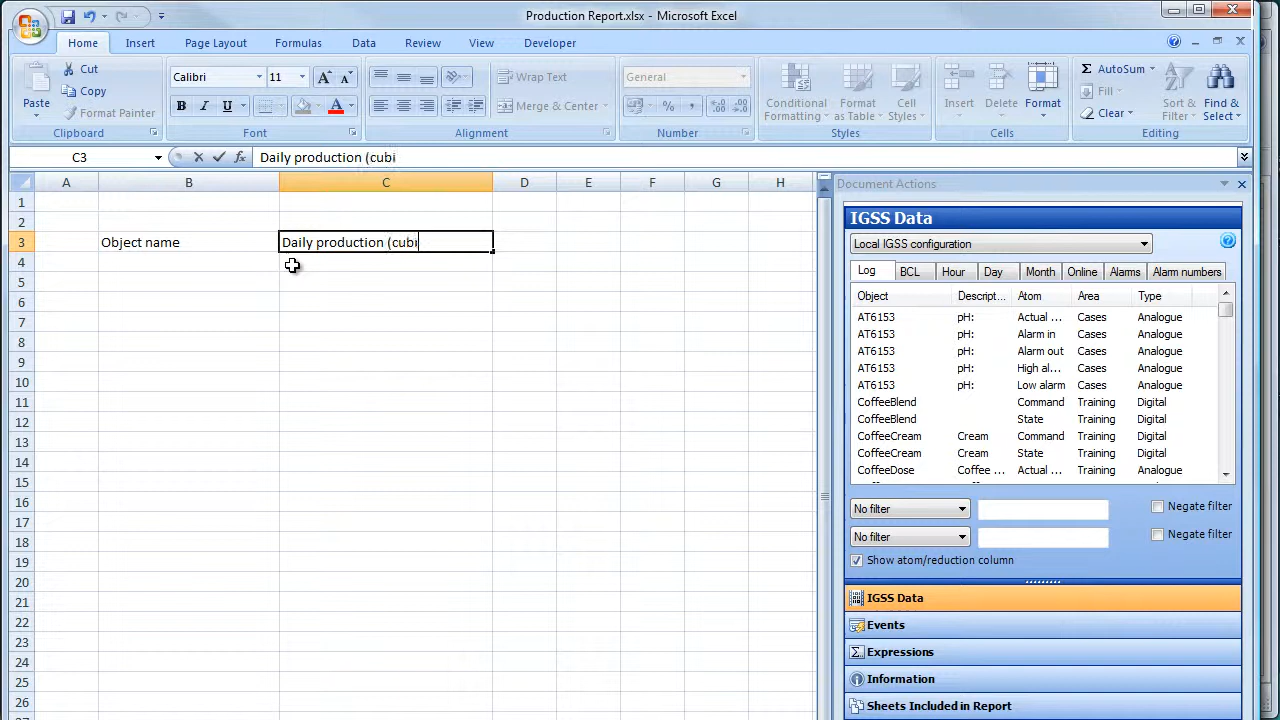 Production Report.xlsx - Microsoft Excel
Home Insert Page Layout Formulas Data Review View Developer
Paste Cut Copy Format Painter
Calibri 11
B I U
Wrap Text
Merge & Center
General
% ,
Conditional Formatting Format as Table Cell Styles
Insert Delete Format
Σ AutoSum Fill Clear
Sort & Filter Find & Select
Clipboard Font Alignment Number Styles Cells Editing
C3 fx Daily production (cubi
A B C D E F G H
1
2
3 Object name Daily production (cubi
4
5
6
7
8
9
10
11
12
13
14
15
16
17
18
19
20
21
22
23
24
25
26
Document Actions
IGSS Data
Local IGSS configuration
Log BCL Hour Day Month Online Alarms Alarm numbers
Object Descript... Atom Area Type
AT6153 pH: Actual ... Cases Analogue
AT6153 pH: Alarm in Cases Analogue
AT6153 pH: Alarm out Cases Analogue
AT6153 pH: High al... Cases Analogue
AT6153 pH: Low alarm Cases Analogue
CoffeeBlend Command Training Digital
CoffeeBlend State Training Digital
CoffeeCream Cream Command Training Digital
CoffeeCream Cream State Training Digital
CoffeeDose Coffee ... Actual ... Training Analogue
No filter Negate filter
No filter Negate filter
Show atom/reduction column
IGSS Data
Events
Expressions
Information
Sheets Included in Report